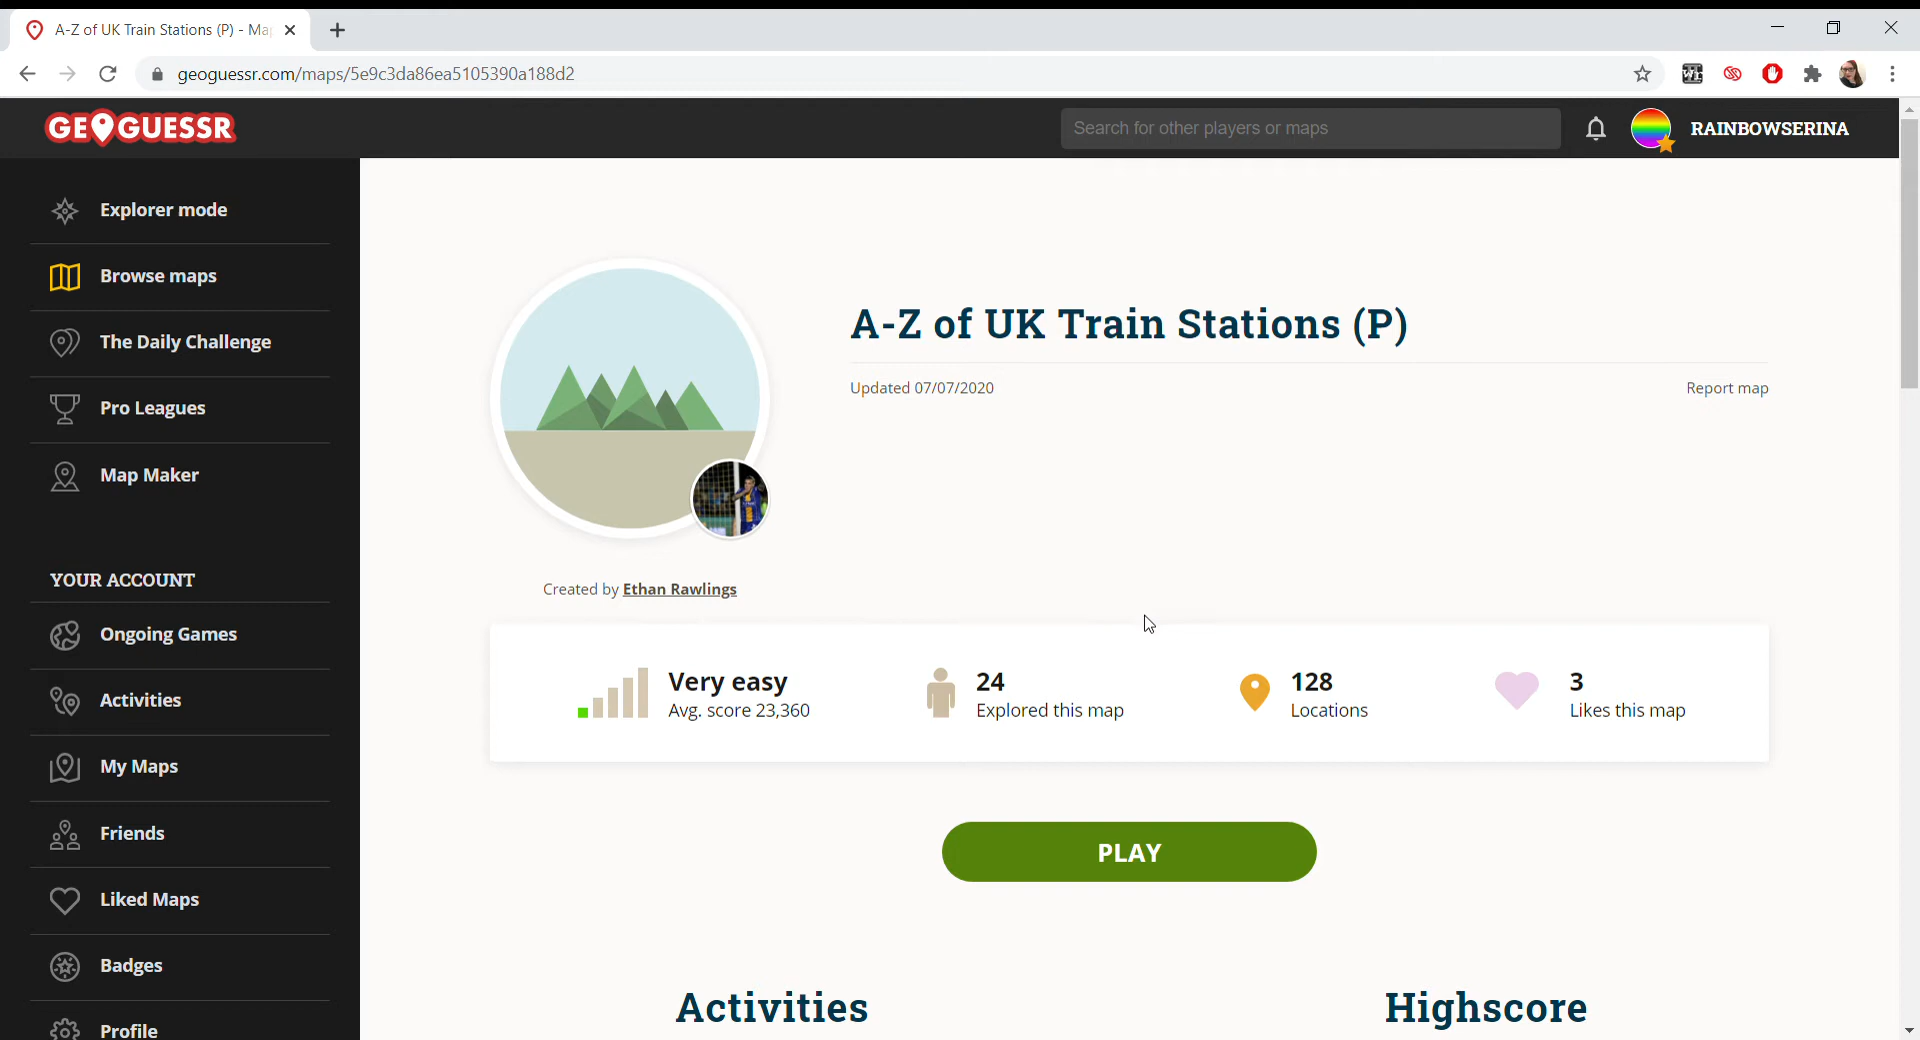 A-Z of UK Train Stations (P) - Ma
geoguessr.com/maps/5e9c3da86ea5105390a188d2
GEOGUESSR
Search for other players or maps
RAINBOWSERINA
Explorer mode
Browse maps
The Daily Challenge
Pro Leagues
Map Maker
YOUR ACCOUNT
Ongoing Games
Activities
My Maps
Friends
Liked Maps
Badges
Profile
A-Z of UK Train Stations (P)
Updated 07/07/2020
Report map
Created by Ethan Rawlings
Very easy
Avg. score 23,360
24
Explored this map
128
Locations
3
Likes this map
PLAY
Activities
Highscore